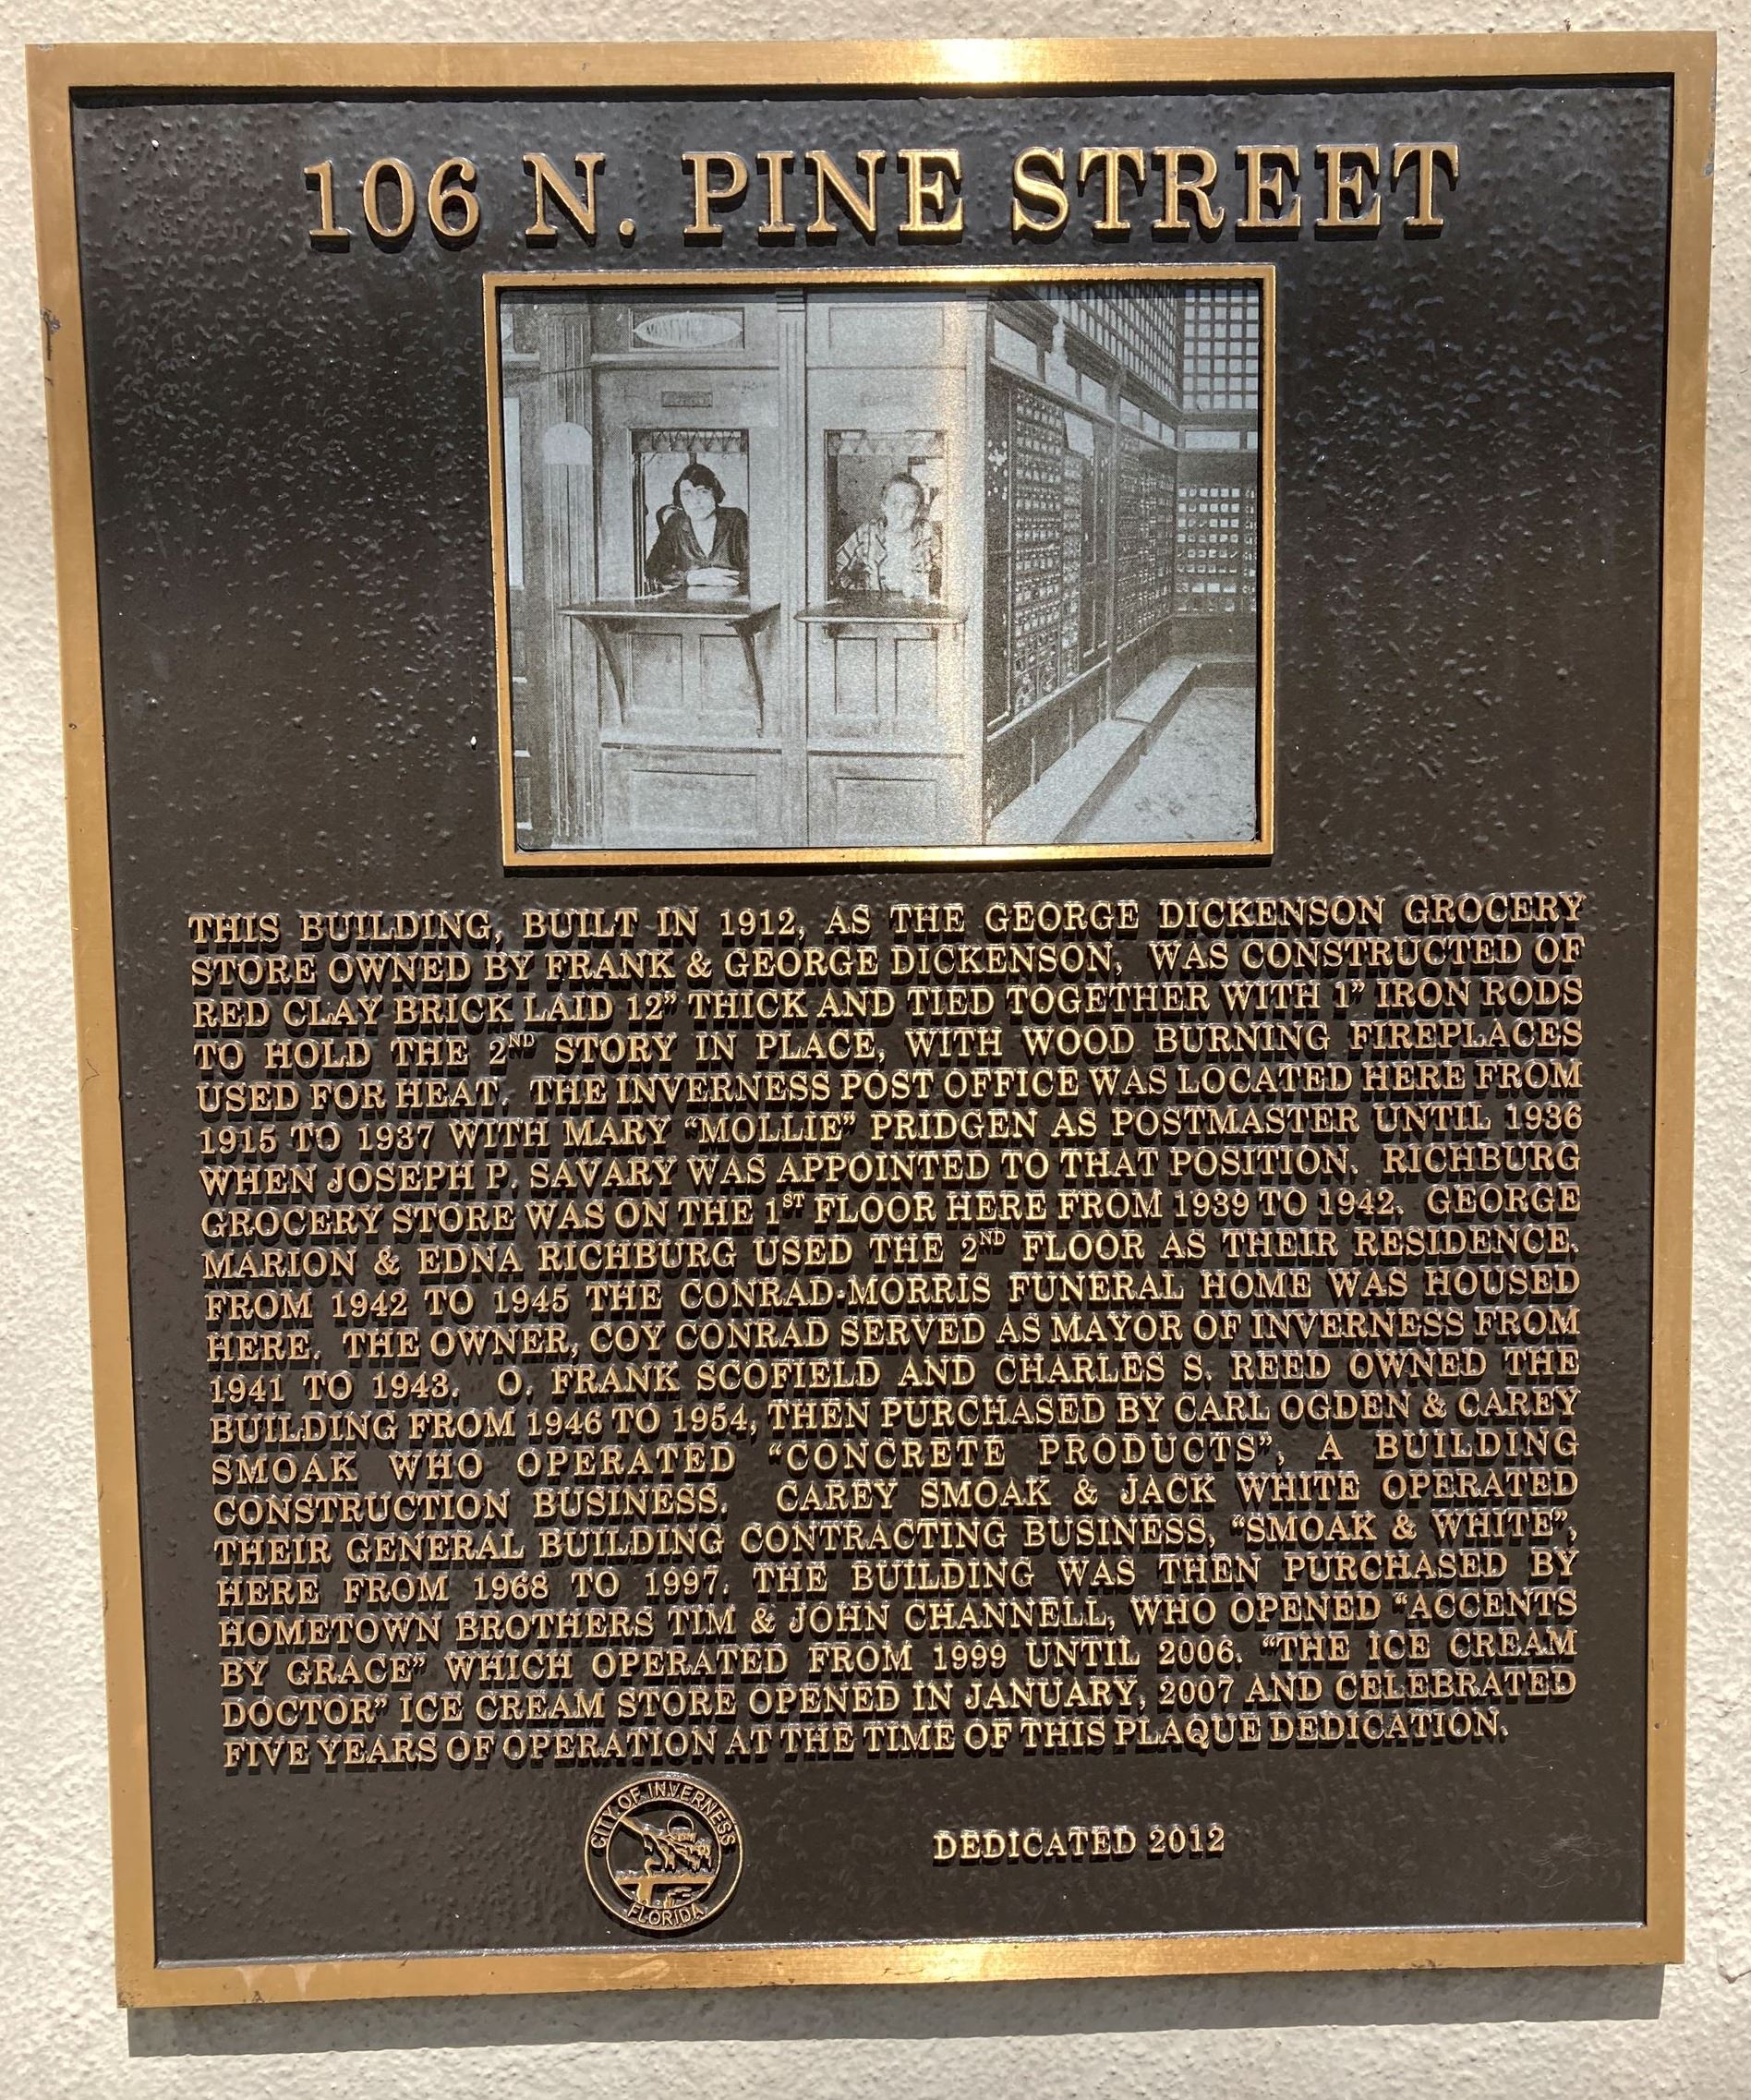 106 N. PINE STREET
THIS BUILDING, BUILT IN 1912, AS THE GEORGE DICKENSON GROCERY
STORE OWNED BY FRANK & GEORGE DICKENSON, WAS CONSTRUCTED OF
RED CLAY BRICK LAID 12” THICK AND TIED TOGETHER WITH 1” IRON RODS
TO HOLD THE 2ND STORY IN PLACE, WITH WOOD BURNING FIREPLACES
USED FOR HEAT. THE INVERNESS POST OFFICE WAS LOCATED HERE FROM
1915 TO 1937 WITH MARY “MOLLIE” PRIDGEN AS POSTMASTER UNTIL 1936
WHEN JOSEPH P. SAVARY WAS APPOINTED TO THAT POSITION. RICHBURG
GROCERY STORE WAS ON THE 1ST FLOOR HERE FROM 1939 TO 1942. GEORGE
MARION & EDNA RICHBURG USED THE 2ND FLOOR AS THEIR RESIDENCE.
FROM 1942 TO 1945 THE CONRAD-MORRIS FUNERAL HOME WAS HOUSED
HERE. THE OWNER, COY CONRAD SERVED AS MAYOR OF INVERNESS FROM
1941 TO 1943. O. FRANK SCOFIELD AND CHARLES S. REED OWNED THE
BUILDING FROM 1946 TO 1954, THEN PURCHASED BY CARL OGDEN & CAREY
SMOAK WHO OPERATED “CONCRETE PRODUCTS”, A BUILDING
CONSTRUCTION BUSINESS. CAREY SMOAK & JACK WHITE OPERATED
THEIR GENERAL BUILDING CONTRACTING BUSINESS, “SMOAK & WHITE”,
HERE FROM 1968 TO 1997. THE BUILDING WAS THEN PURCHASED BY
HOMETOWN BROTHERS TIM & JOHN CHANNELL, WHO OPENED “ACCENTS
BY GRACE” WHICH OPERATED FROM 1999 UNTIL 2006. “THE ICE CREAM
DOCTOR” ICE CREAM STORE OPENED IN JANUARY, 2007 AND CELEBRATED
FIVE YEARS OF OPERATION AT THE TIME OF THIS PLAQUE DEDICATION.
CITY OF INVERNESS
FLORIDA
DEDICATED 2012